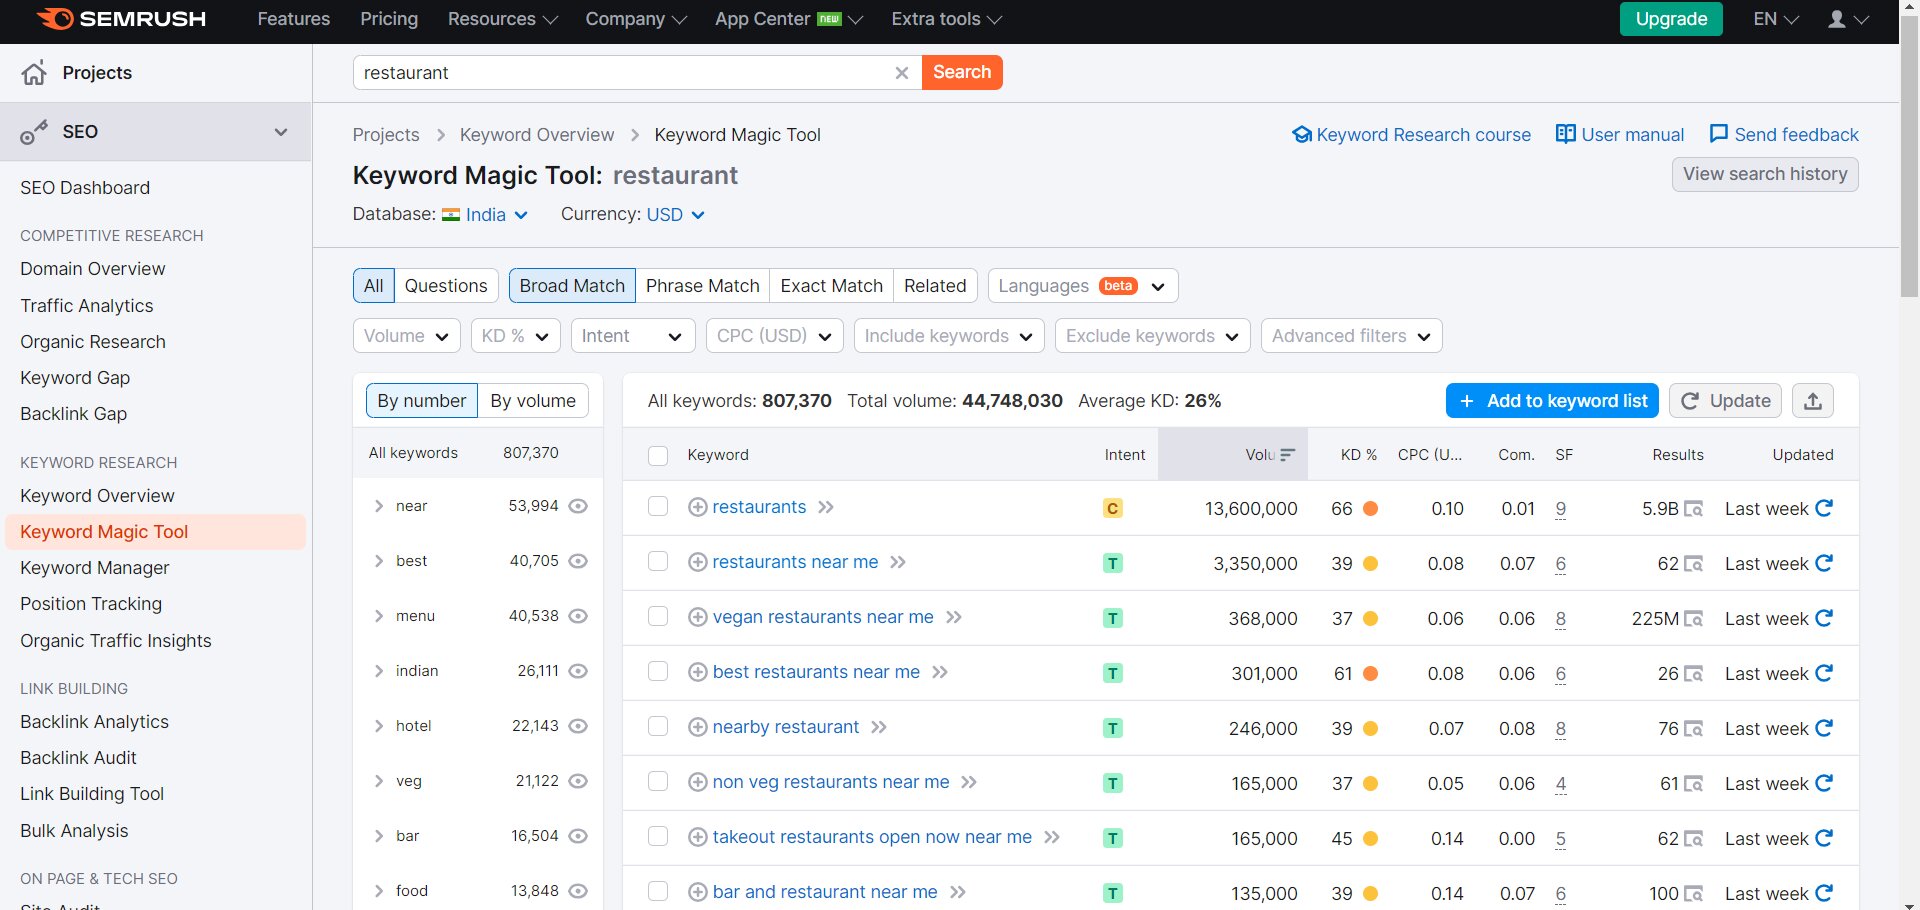 SEMRUSH Features Pricing Resources Company App Center NEW Extra tools Upgrade EN
Projects
restaurant Search
SEO
Projects Keyword Overview Keyword Magic Tool
Keyword Research course User manual Send feedback
Keyword Magic Tool: restaurant
View search history
Database: India Currency: USD
SEO Dashboard
COMPETITIVE RESEARCH
Domain Overview
Traffic Analytics
Organic Research
Keyword Gap
Backlink Gap
KEYWORD RESEARCH
Keyword Overview
Keyword Magic Tool
Keyword Manager
Position Tracking
Organic Traffic Insights
LINK BUILDING
Backlink Analytics
Backlink Audit
Link Building Tool
Bulk Analysis
ON PAGE & TECH SEO
Site Audit
All Questions Broad Match Phrase Match Exact Match Related Languages beta
Volume KD % Intent CPC (USD) Include keywords Exclude keywords Advanced filters
By number By volume
All keywords 807,370
near 53,994
best 40,705
menu 40,538
indian 26,111
hotel 22,143
veg 21,122
bar 16,504
food 13,848
All keywords: 807,370 Total volume: 44,748,030 Average KD: 26%
+ Add to keyword list Update
Keyword Intent Volu KD % CPC (U... Com. SF Results Updated
restaurants C 13,600,000 66 0.10 0.01 9 5.9B Last week
restaurants near me T 3,350,000 39 0.08 0.07 6 62 Last week
vegan restaurants near me T 368,000 37 0.06 0.06 8 225M Last week
best restaurants near me T 301,000 61 0.08 0.06 6 26 Last week
nearby restaurant T 246,000 39 0.07 0.08 8 76 Last week
non veg restaurants near me T 165,000 37 0.05 0.06 4 61 Last week
takeout restaurants open now near me T 165,000 45 0.14 0.00 5 62 Last week
bar and restaurant near me T 135,000 39 0.14 0.07 6 100 Last week